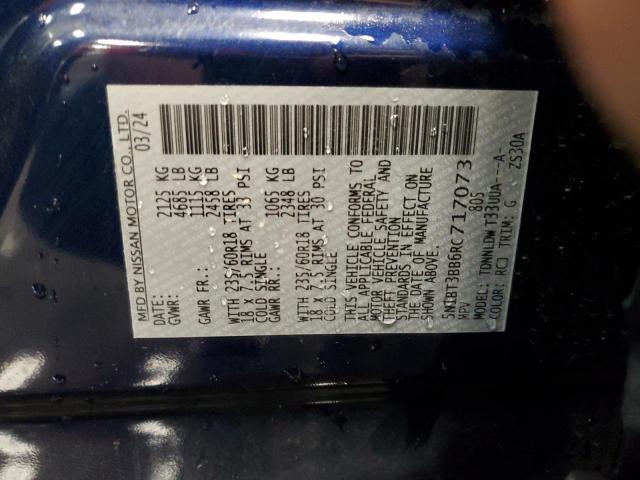 MFD BY NISSAN MOTOR CO., LTD.
DATE: 03/24
GVWR: 2125 KG
4685 LB
GAWR FR.: 1115 KG
2458 LB
WITH 235/60R18 TIRES
18 X 7.5 RIMS AT 33 PSI
COLD SINGLE
GAWR RR.: 1065 KG
2348 LB
WITH 235/60R18 TIRES
18 X 7.5 RIMS AT 30 PSI
COLD SINGLE
THIS VEHICLE CONFORMS TO
ALL APPLICABLE FEDERAL
MOTOR VEHICLE SAFETY AND
THEFT PREVENTION
STANDARDS IN EFFECT ON
THE DATE OF MANUFACTURE
SHOWN ABOVE.
5N1BT3BB6RC717073
MPV 805
MODEL: TDWNLDW T33UUA---A-
COLOR: RCJ TRIM: G ZS30A